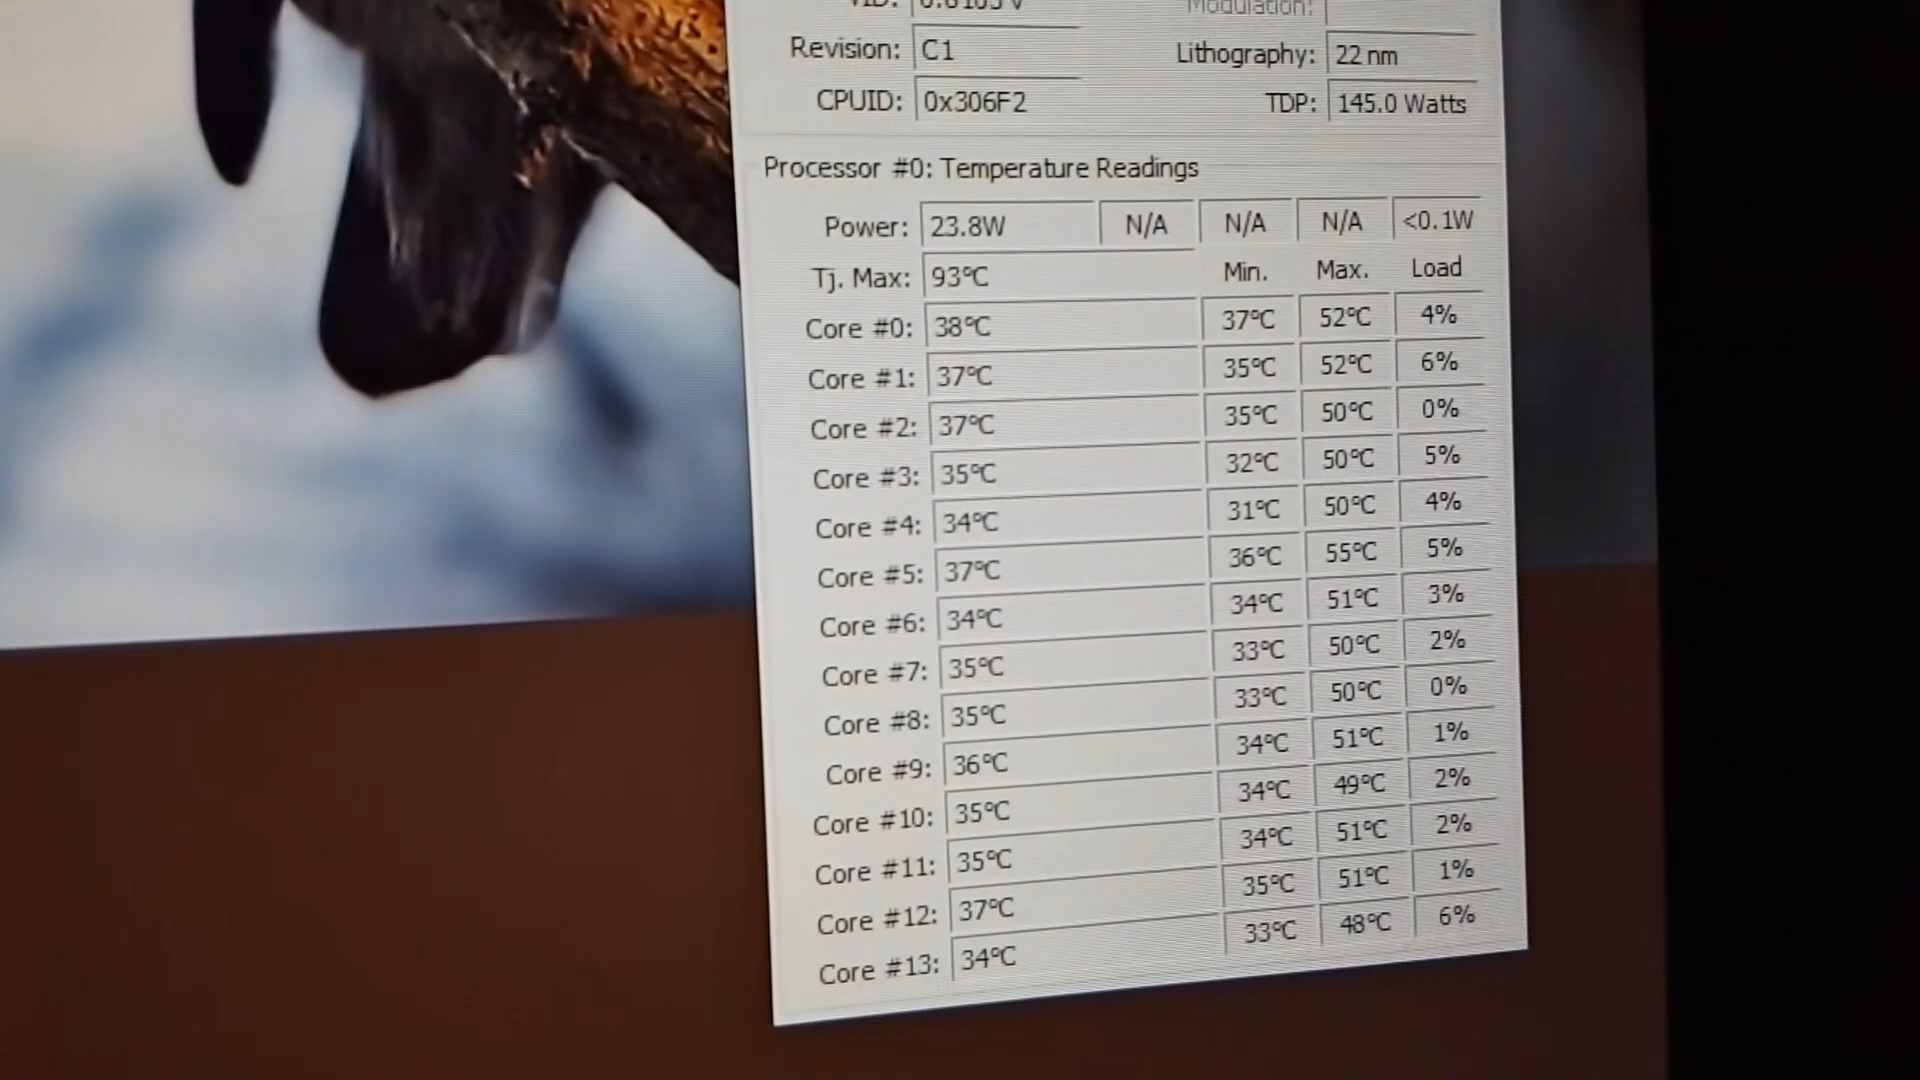 VID:
Modulation:
Revision: C1 Lithography: 22 nm
CPUID: 0x306F2 TDP: 145.0 Watts
Processor #0: Temperature Readings
Power: 23.8W N/A N/A N/A <0.1W
Tj. Max: 93°C Min. Max. Load
Core #0: 38°C 37°C 52°C 4%
Core #1: 37°C 35°C 52°C 6%
Core #2: 37°C 35°C 50°C 0%
Core #3: 35°C 32°C 50°C 5%
Core #4: 34°C 31°C 50°C 4%
Core #5: 37°C 36°C 55°C 5%
Core #6: 34°C 34°C 51°C 3%
Core #7: 35°C 33°C 50°C 2%
Core #8: 35°C 33°C 50°C 0%
Core #9: 36°C 34°C 51°C 1%
Core #10: 35°C 34°C 49°C 2%
Core #11: 35°C 34°C 51°C 2%
Core #12: 37°C 35°C 51°C 1%
Core #13: 34°C 33°C 48°C 6%